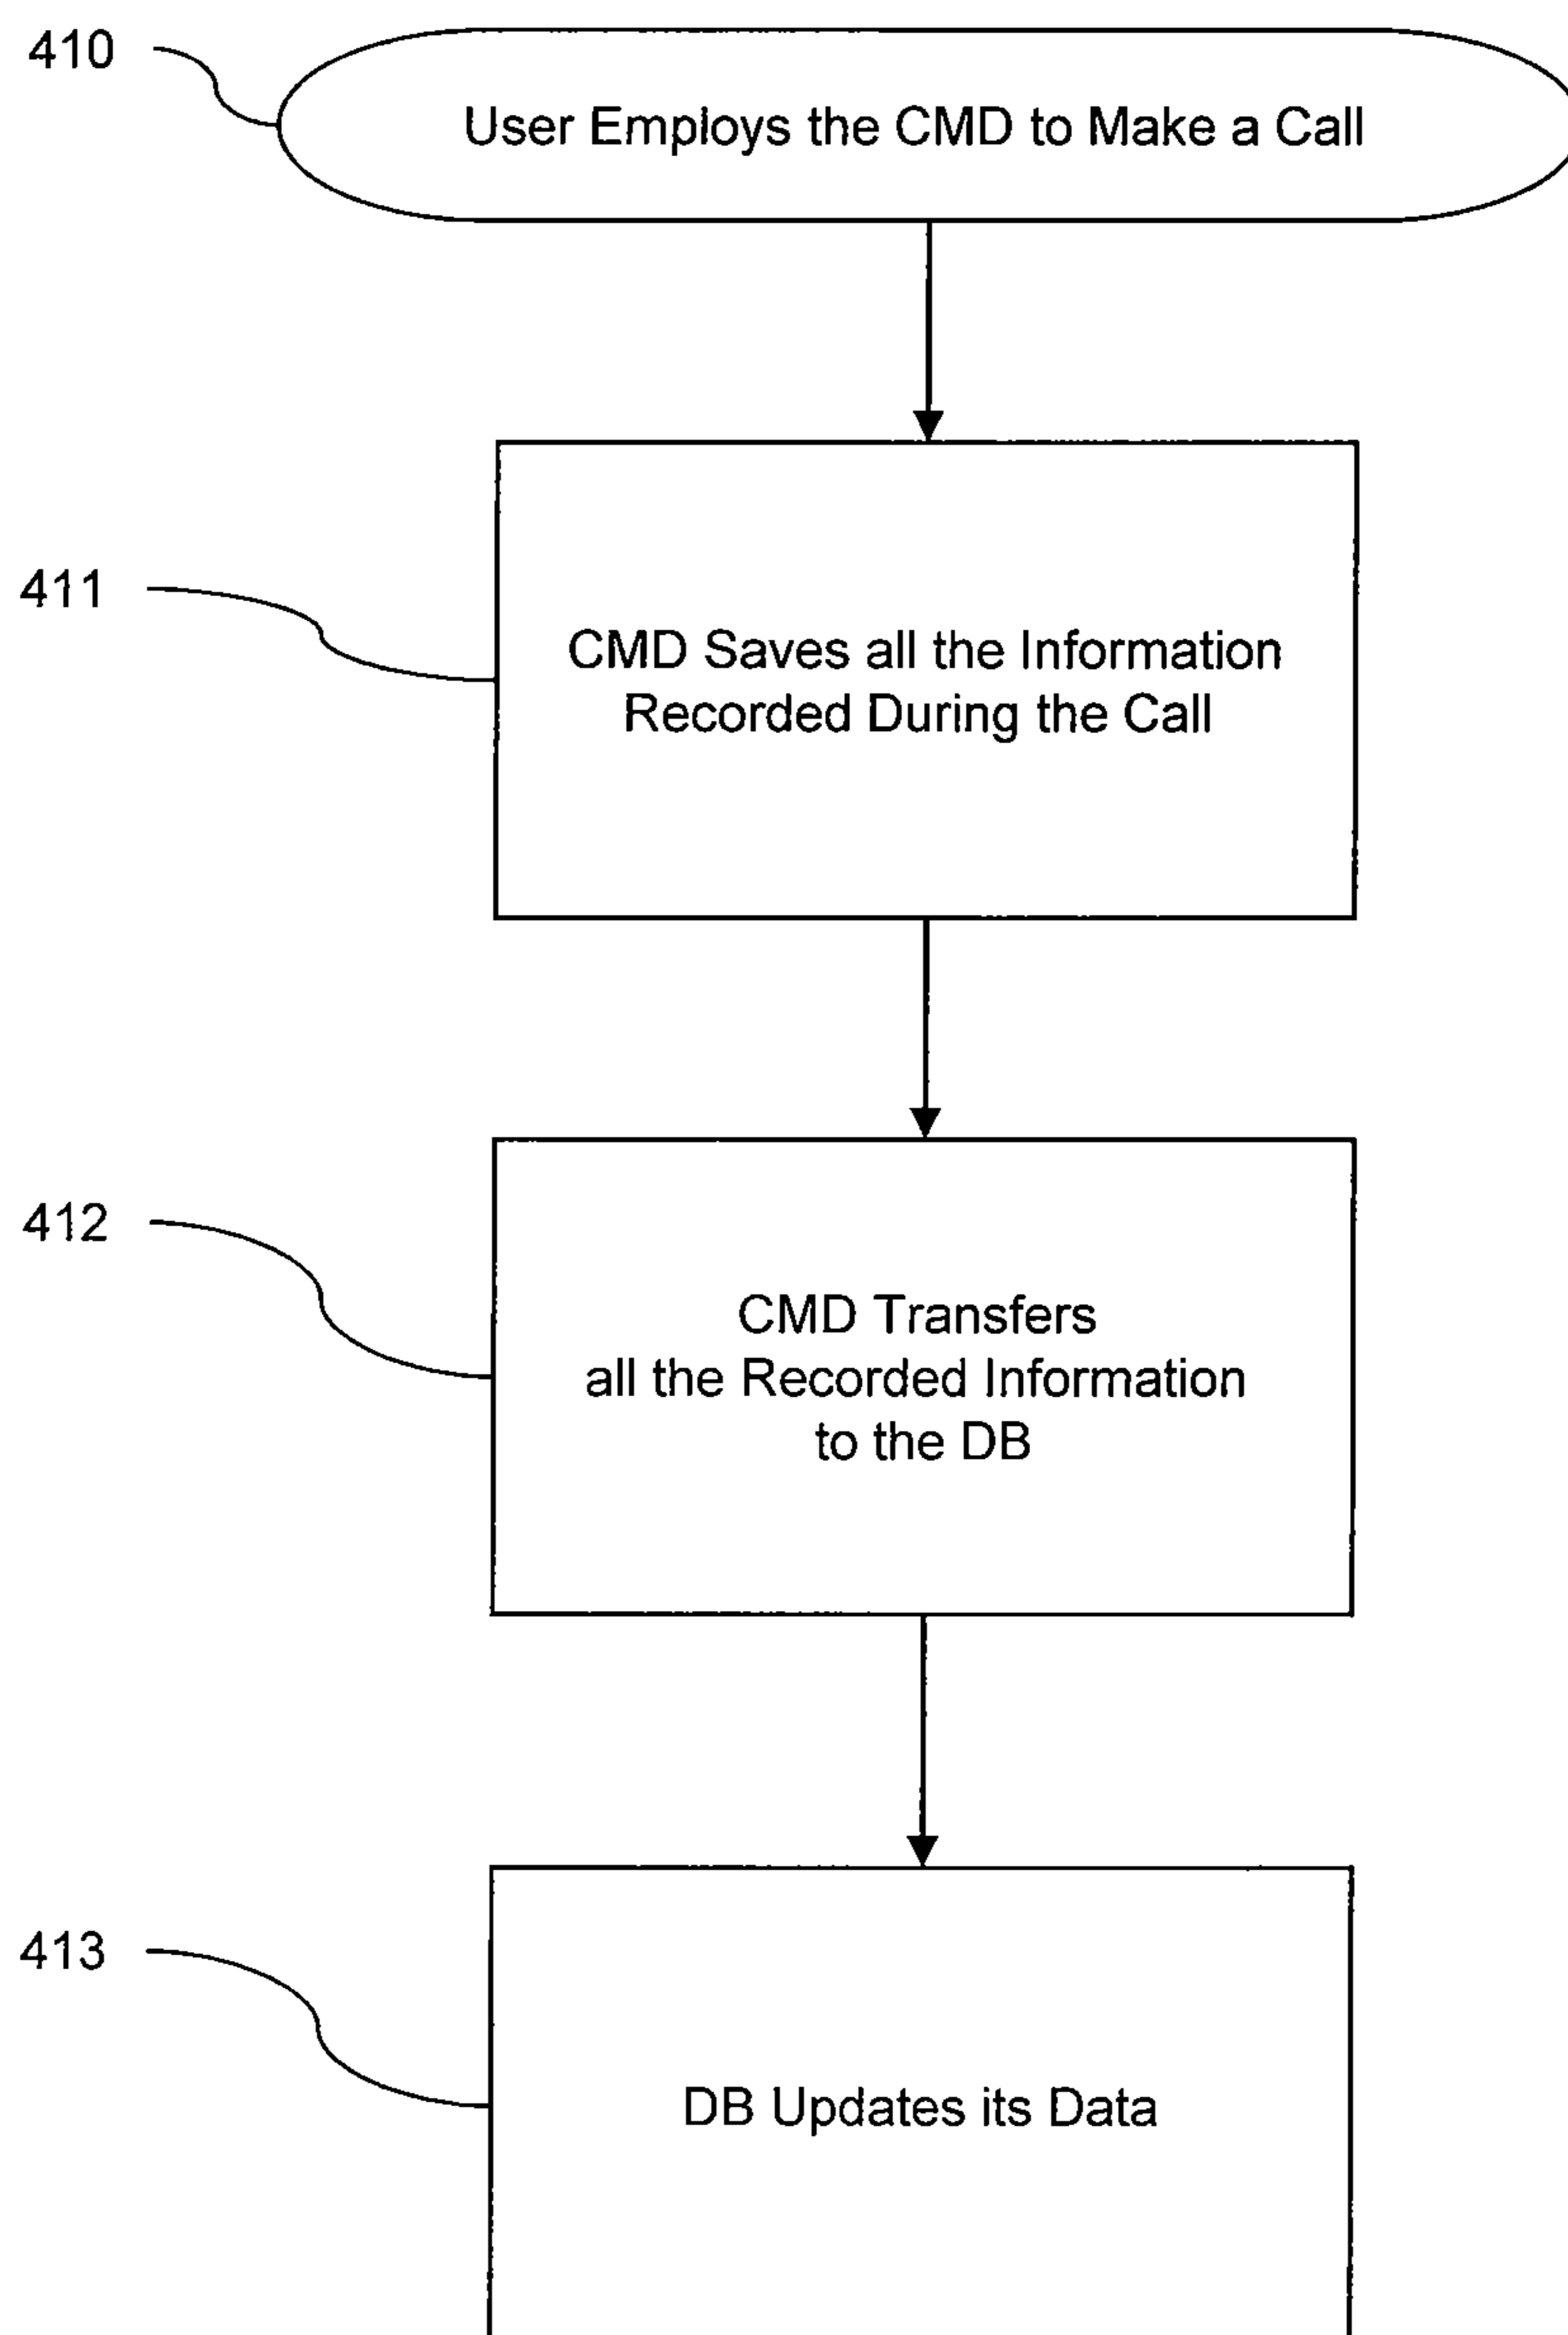 410
User Employs the CMD to Make a Call
411
CMD Saves all the Information
Recorded During the Call
412
CMD Transfers
all the Recorded Information
to the DB
413
DB Updates its Data